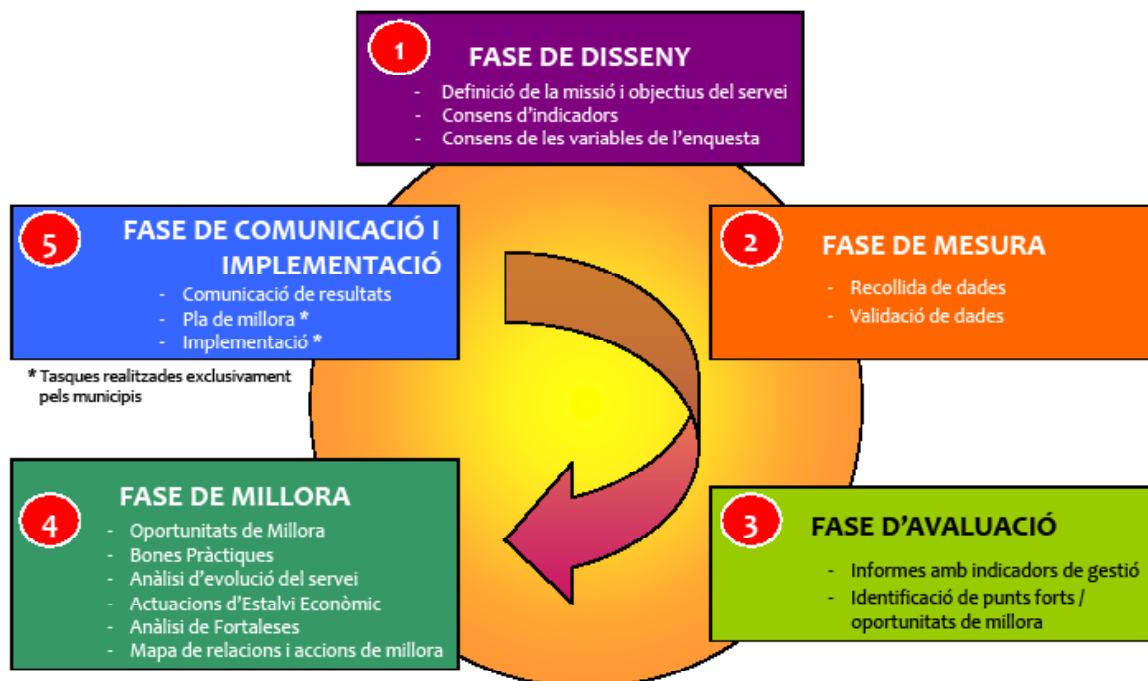 1
FASE DE DISSENY
- Definició de la missió i objectius del servei
- Consens d'indicadors
- Consens de les variables de l'enquesta
2
FASE DE MESURA
- Recollida de dades
- Validació de dades
3
FASE D'AVALUACIÓ
- Informes amb indicadors de gestió
- Identificació de punts forts /
oportunitats de millora
4
FASE DE MILLORA
- Oportunitats de Millora
- Bones Pràctiques
- Anàlisi d'evolució del servei
- Actuacions d'Estalvi Econòmic
- Anàlisi de Fortaleses
- Mapa de relacions i accions de millora
5
FASE DE COMUNICACIÓ I
IMPLEMENTACIÓ
- Comunicació de resultats
- Pla de millora *
- Implementació *
* Tasques realitzades exclusivament
pels municipis